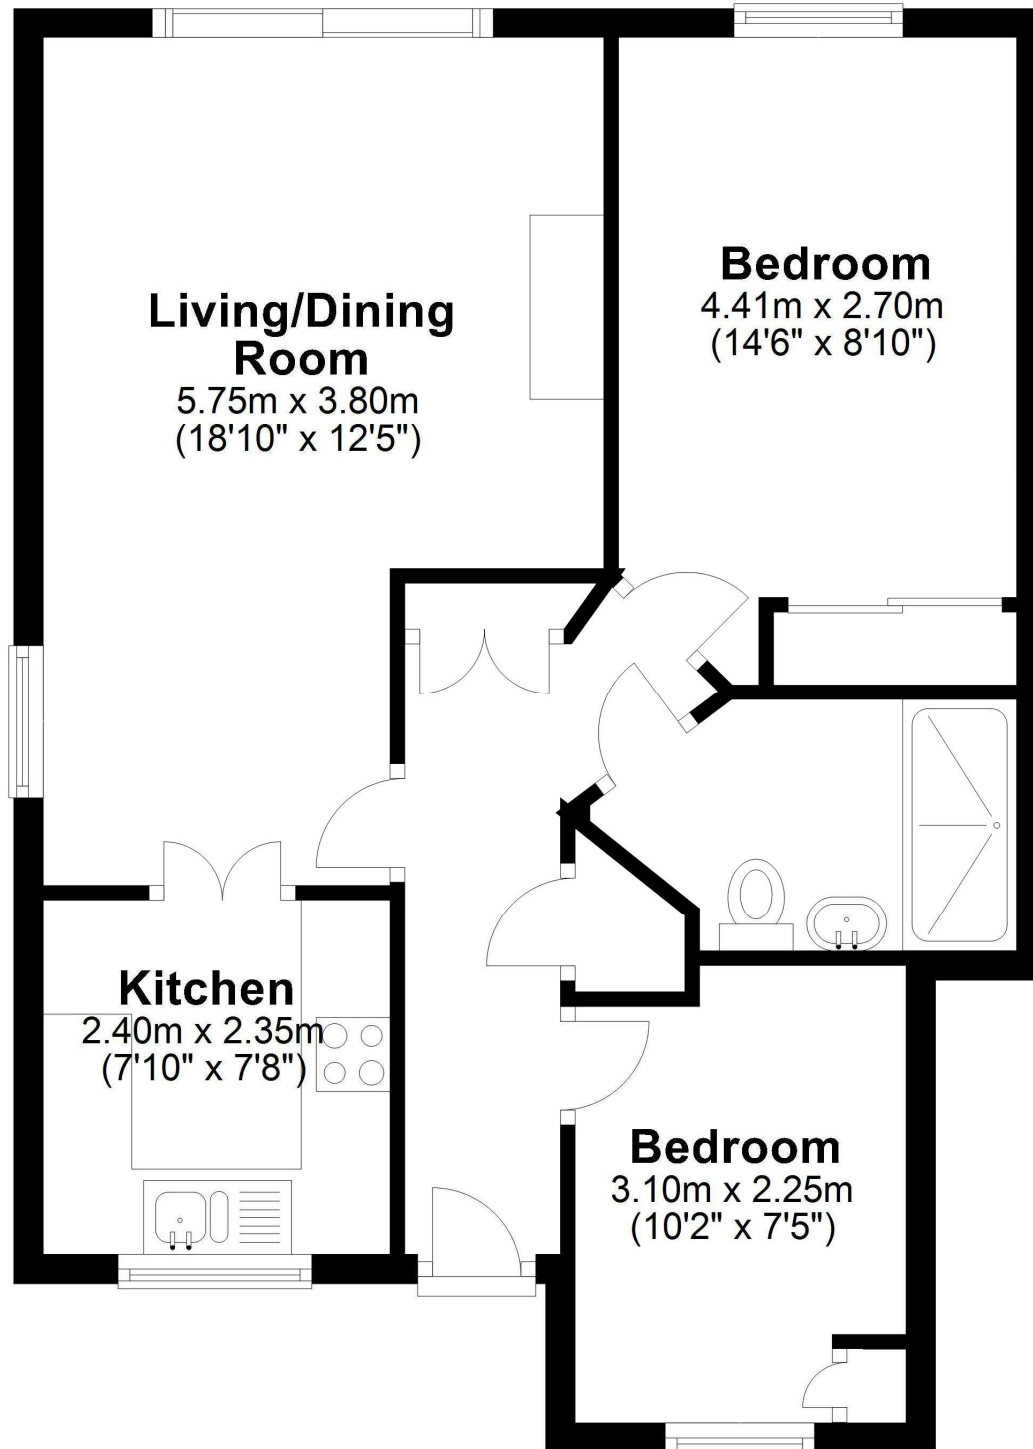 Living/Dining
Room
5.75m x 3.80m
(18'10" x 12'5")
Bedroom
4.41m x 2.70m
(14'6" x 8'10")
Kitchen
2.40m x 2.35m
(7'10" x 7'8")
Bedroom
3.10m x 2.25m
(10'2" x 7'5")